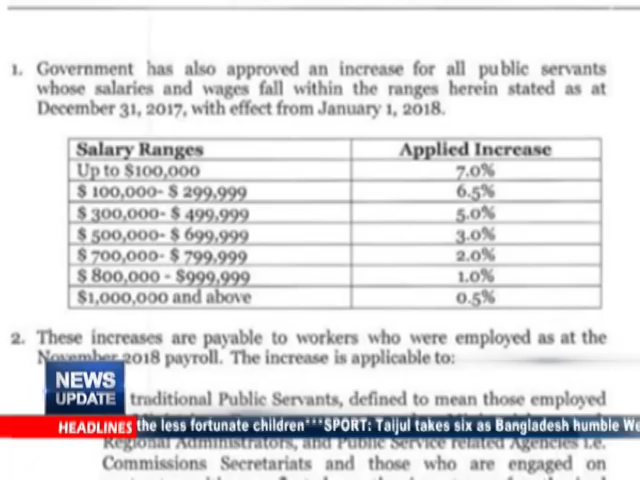 1. Government has also approved an increase for all public servants
whose salaries and wages fall within the ranges herein stated as at
December 31, 2017, with effect from January 1, 2018.
Salary Ranges Applied Increase
Up to $100,000 7.0%
$ 100,000- $ 299,999 6.5%
$ 300,000- $ 499,999 5.0%
$ 500,000- $ 699,999 3.0%
$ 700,000- $ 799,999 2.0%
$ 800,000 - $999,999 1.0%
$1,000,000 and above 0.5%
2. These increases are payable to workers who were employed as at the
November 2018 payroll. The increase is applicable to:
NEWS
UPDATE
traditional Public Servants, defined to mean those employed
HEADLINES the less fortunate children***SPORT: Taijul takes six as Bangladesh humble We
Regional Administrators, and Public Service related Agencies i.e.
Commissions Secretariats and those who are engaged on